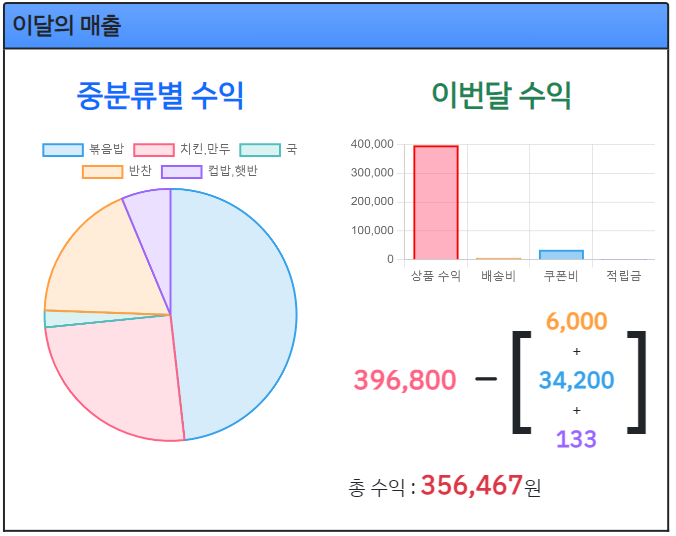 이달의 매출
중분류별 수익
볶음밥 치킨,만두 국
반찬 컵밥,햇반
이번달 수익
400,000
300,000
200,000
100,000
0
상품 수익 배송비 쿠폰비 적립금
6,000
+
396,800 − [ 34,200 ]
+
133
총 수익 : 356,467원